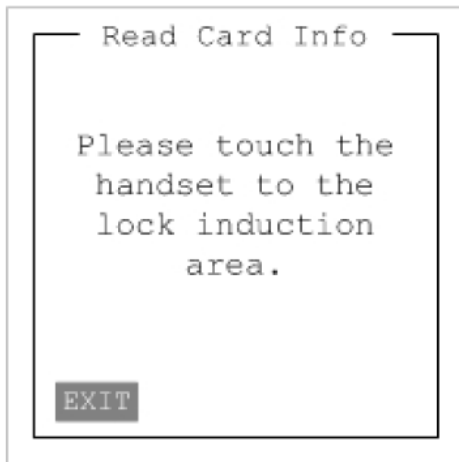 Read Card Info
Please touch the
handset to the
lock induction
area.
EXIT